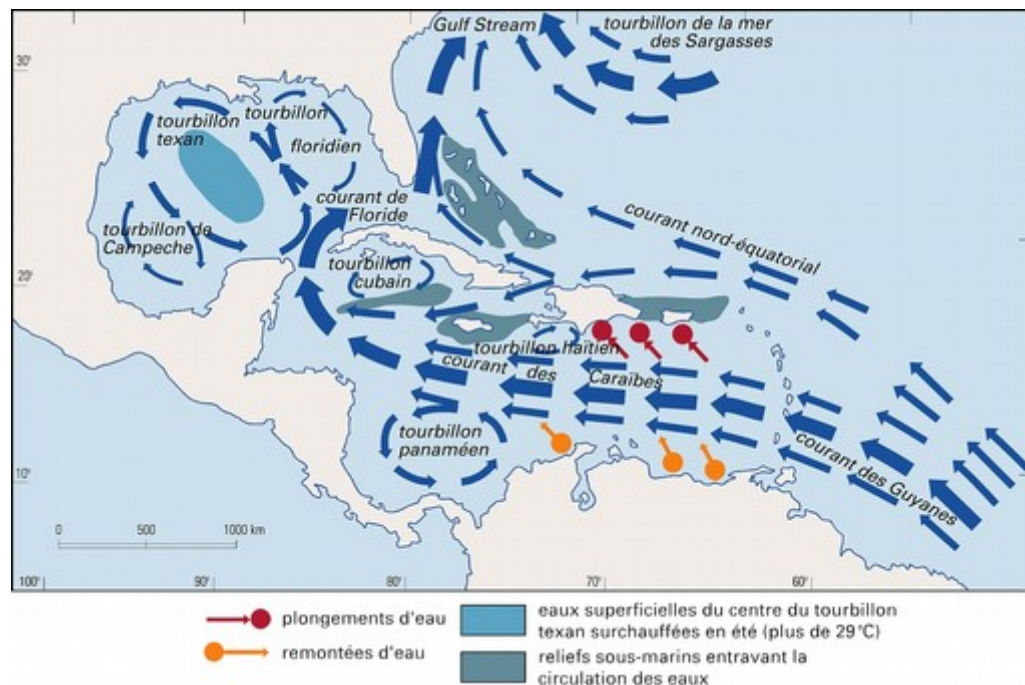 Gulf Stream
tourbillon de la mer
des Sargasses
30'
tourbillon
texan
tourbillon
floridien
courant de
Floride
tourbillon de
Campeche
courant nord-équatorial
20'
tourbillon
cubain
tourbillon haïtien
courant des Caraïbes
tourbillon
panaméen
courant des Guyanes
10'
0 500 1000 km
100' 90' 80' 70' 60'
plongements d'eau
remontées d'eau
eaux superficielles du centre du tourbillon
texan surchauffées en été (plus de 29°C)
reliefs sous-marins entravant la
circulation des eaux